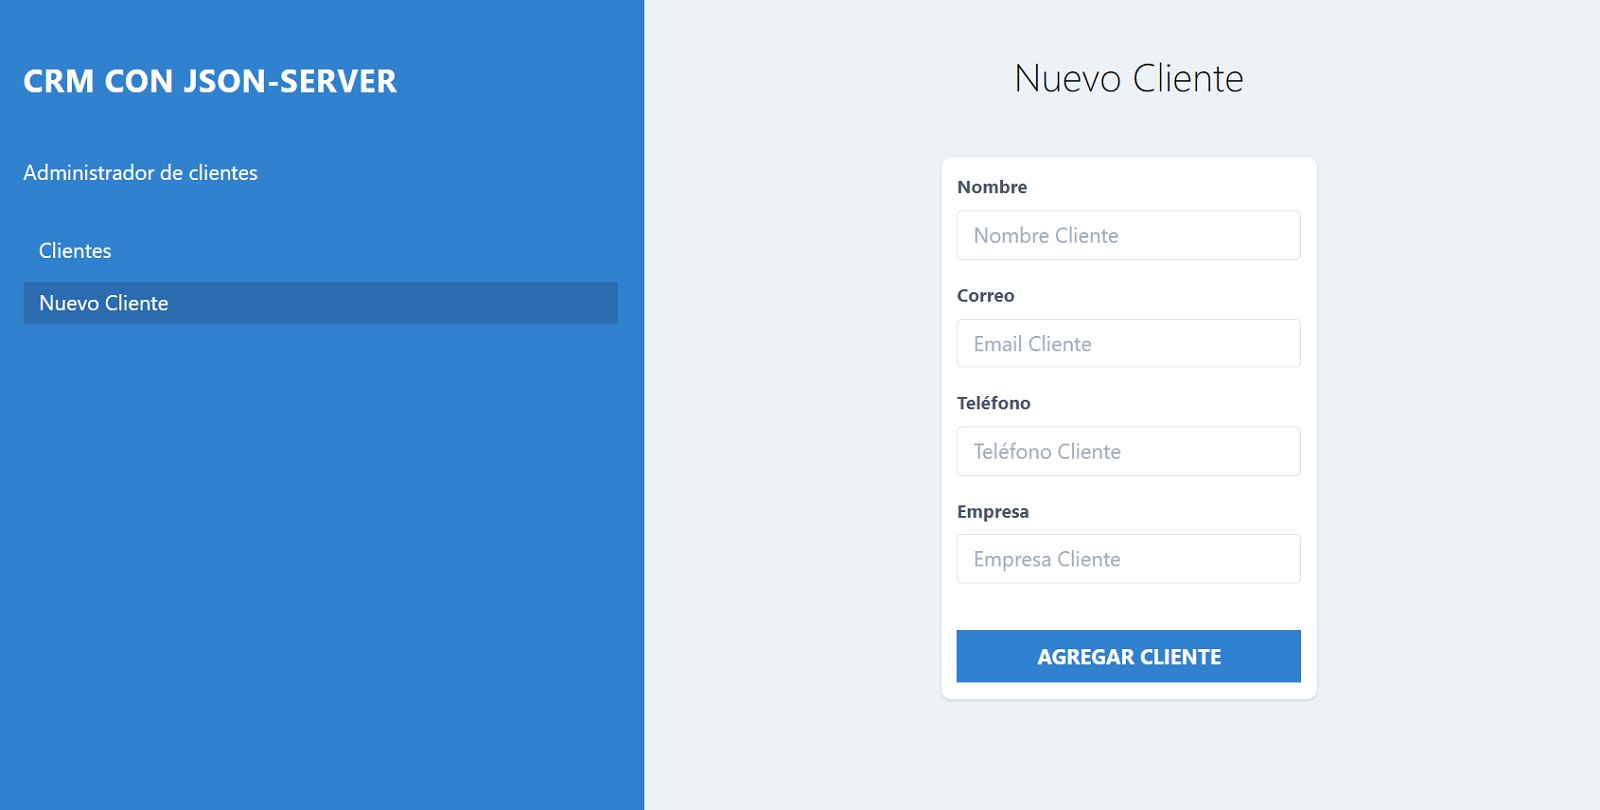 CRM CON JSON-SERVER
Administrador de clientes
Clientes
Nuevo Cliente
Nuevo Cliente
Nombre
Nombre Cliente
Correo
Email Cliente
Teléfono
Teléfono Cliente
Empresa
Empresa Cliente
AGREGAR CLIENTE